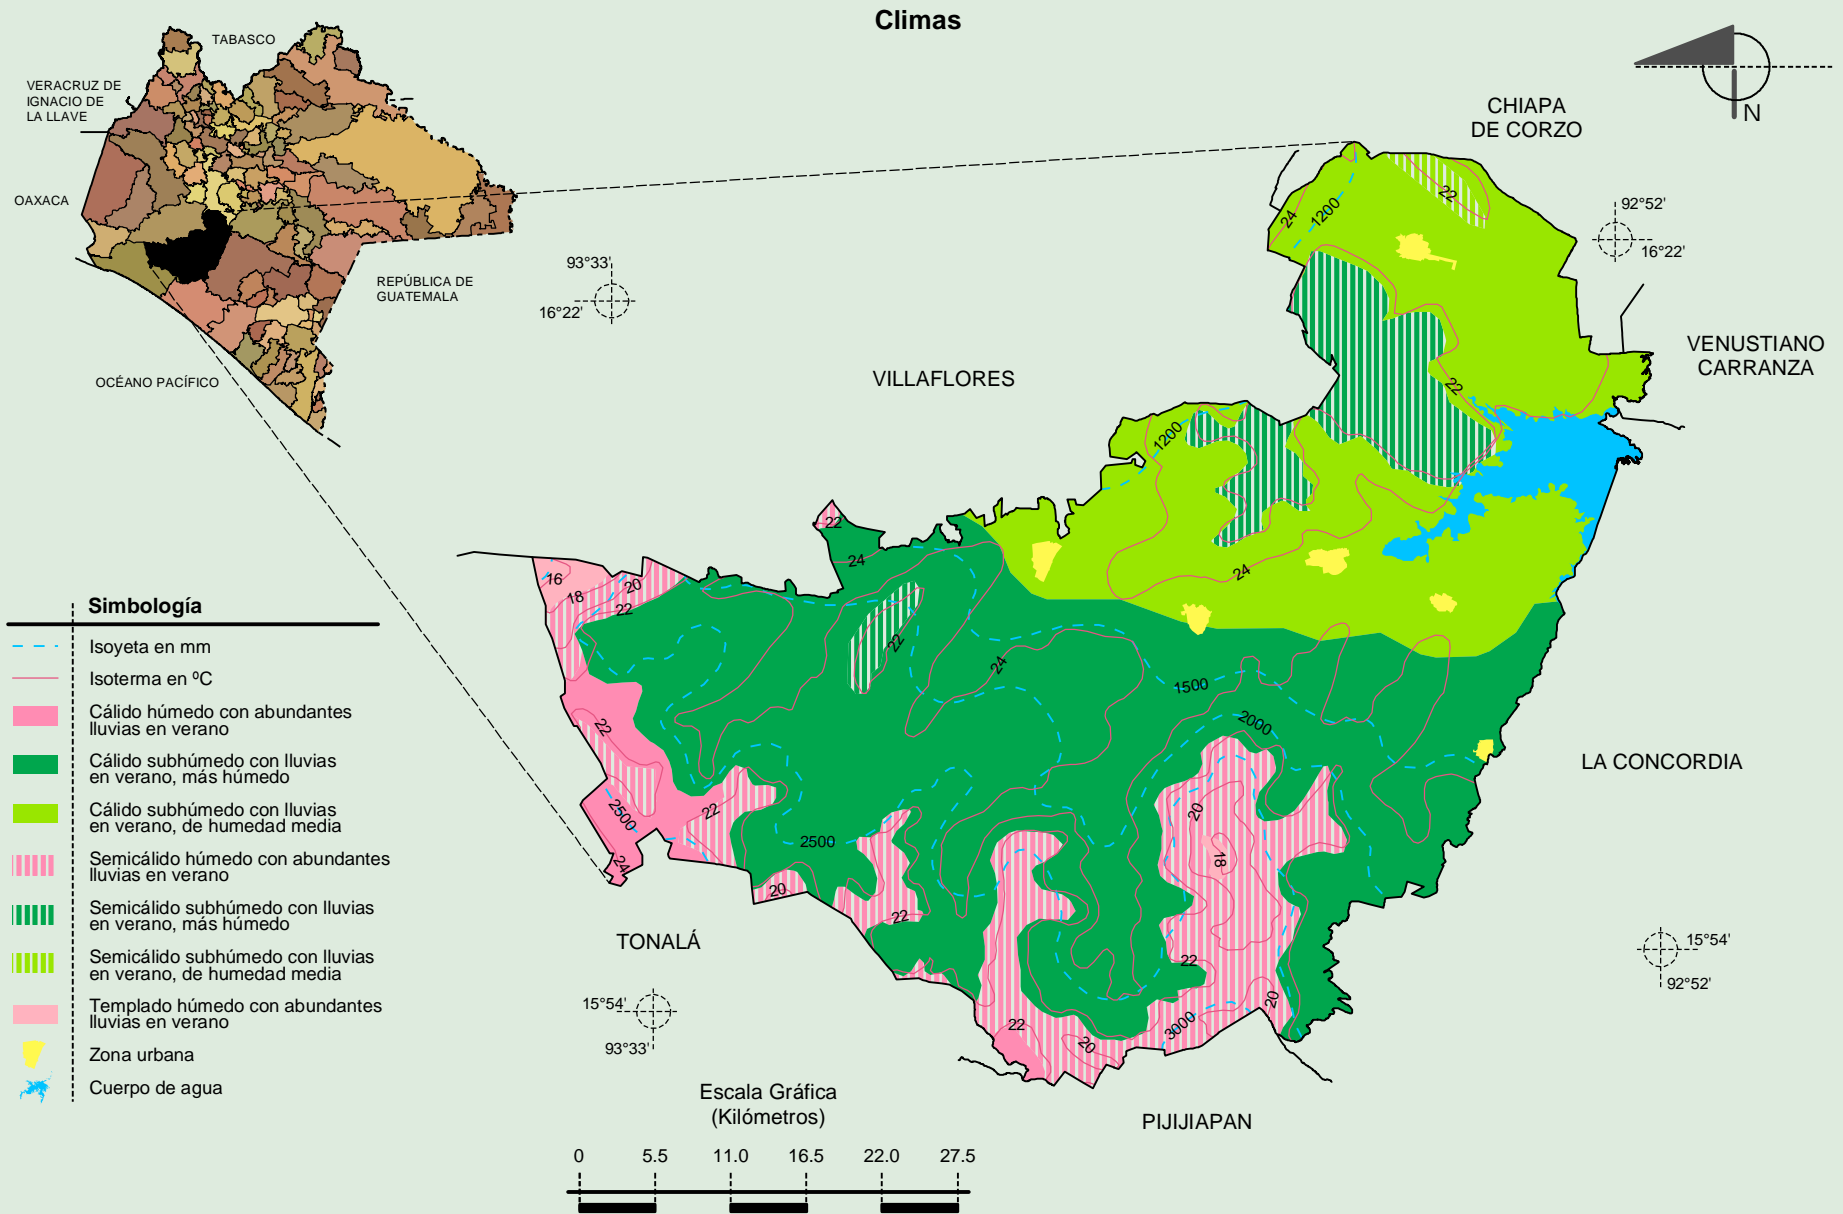 Climas
TABASCO
VERACRUZ DE
IGNACIO DE
LA LLAVE
OAXACA
REPÚBLICA DE
GUATEMALA
OCÉANO PACÍFICO
N
CHIAPA
DE CORZO
92°52'
16°22'
93°33'
16°22'
VENUSTIANO
CARRANZA
VILLAFLORES
LA CONCORDIA
TONALÁ
PIJIJIAPAN
15°54'
92°52'
15°54'
93°33'
22
24
1200
22
1200
24
22
24
16
18
20
22
22
24
1500
2000
22
2500
24
22
2500
20
22
20
18
22
20
3000
22
20
Simbología
Isoyeta en mm
Isoterma en ºC
Cálido húmedo con abundantes
lluvias en verano
Cálido subhúmedo con lluvias
en verano, más húmedo
Cálido subhúmedo con lluvias
en verano, de humedad media
Semicálido húmedo con abundantes
lluvias en verano
Semicálido subhúmedo con lluvias
en verano, más húmedo
Semicálido subhúmedo con lluvias
en verano, de humedad media
Templado húmedo con abundantes
lluvias en verano
Zona urbana
Cuerpo de agua
Escala Gráfica
(Kilómetros)
0 5.5 11.0 16.5 22.0 27.5